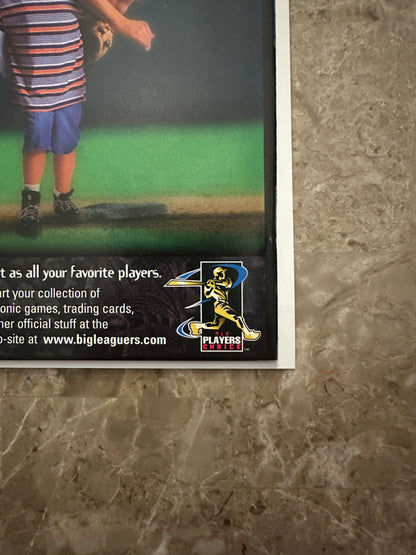 t as all your favorite players.
art your collection of
onic games, trading cards,
her official stuff at the
b-site at www.bigleaguers.com
MLB
PLAYERS
CHOICE